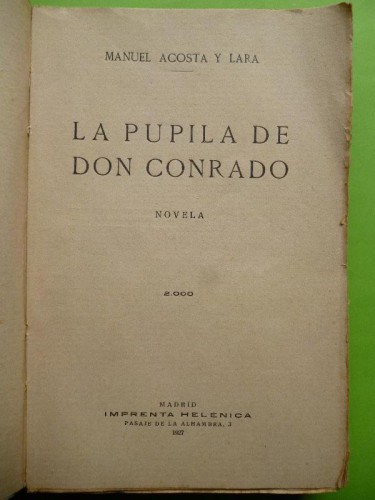 MANUEL ACOSTA Y LARA
LA PUPILA DE
DON CONRADO
NOVELA
2.000
MADRID
IMPRENTA HELENICA
PASAJE DE LA ALHAMBRA, 3
1927